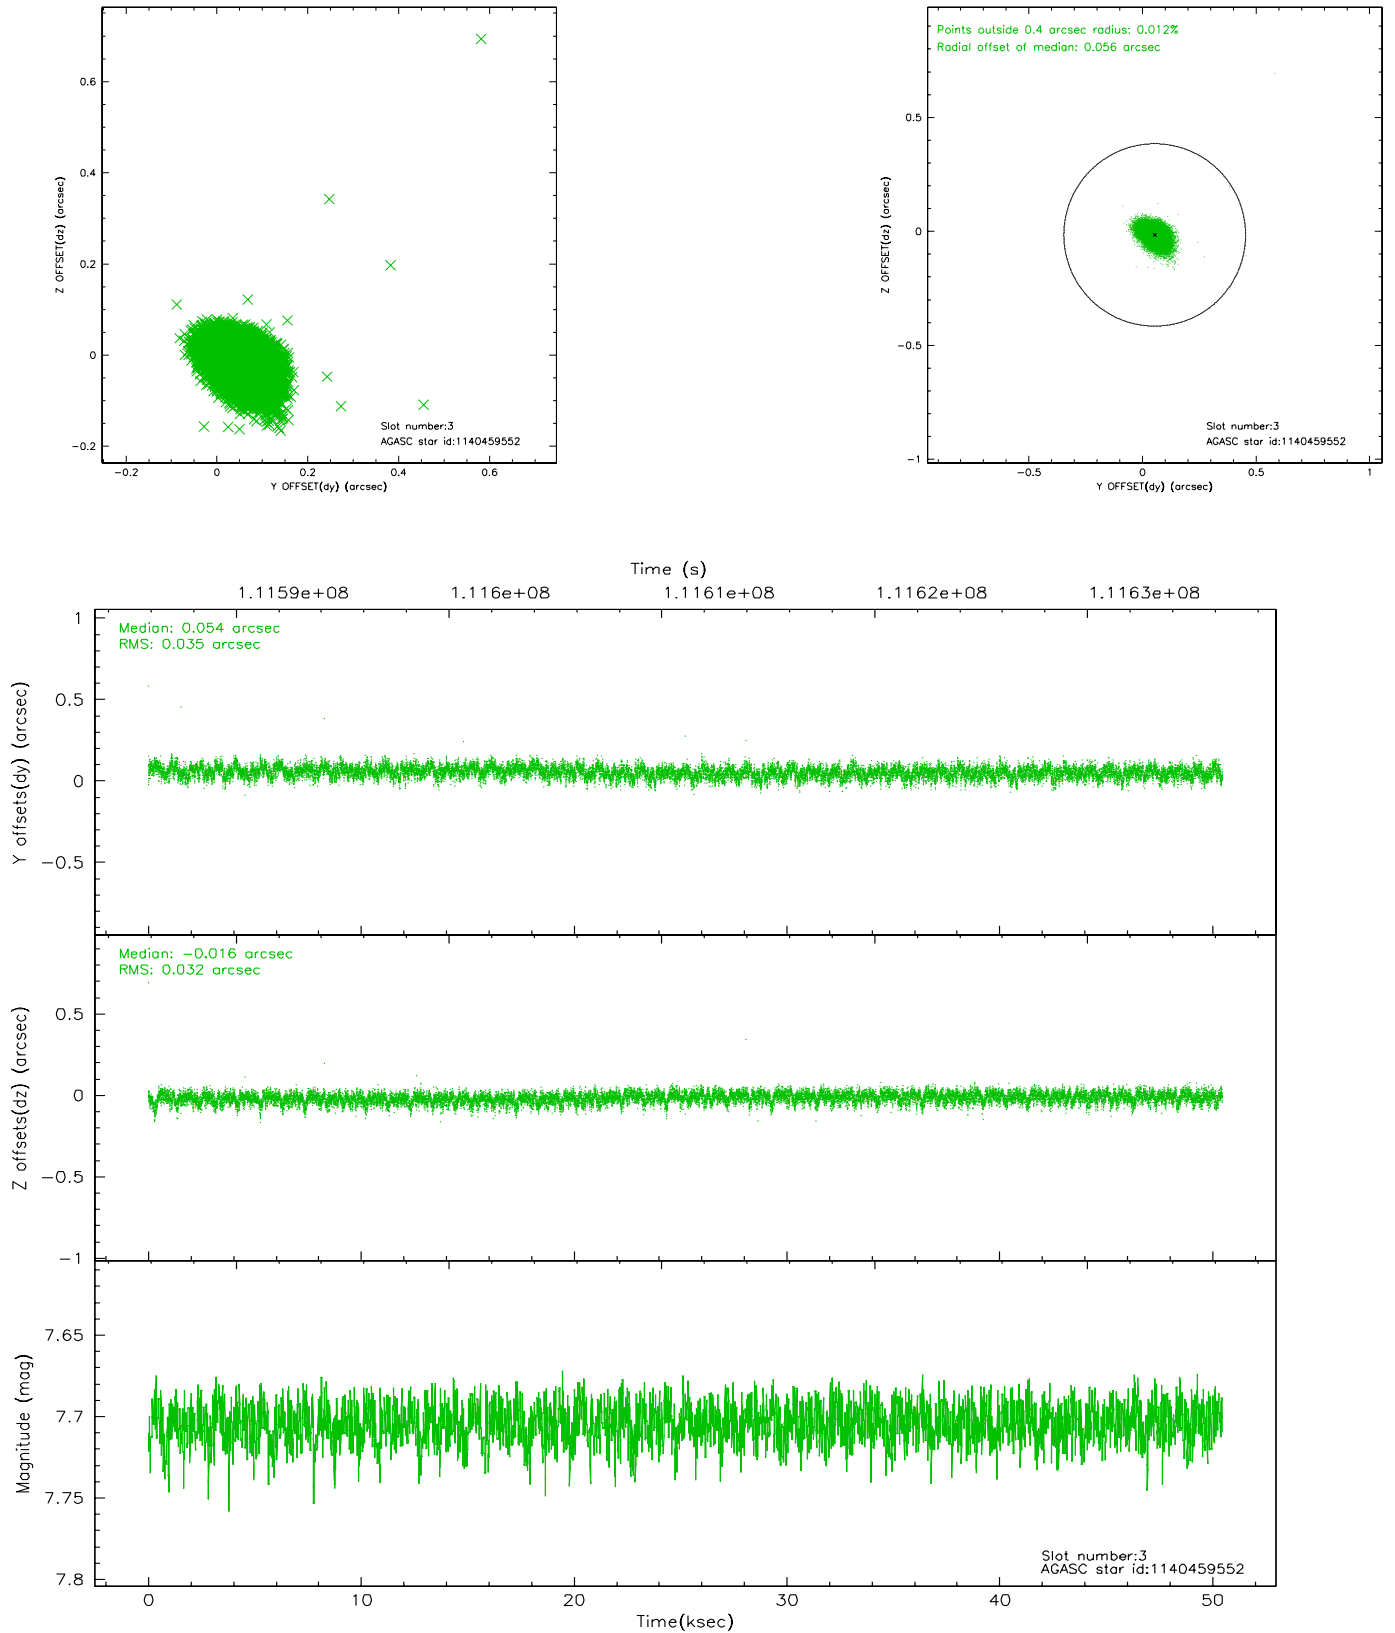 0.6
0.4
0.2
0
−0.2
Z OFFSET(dz) (arcsec)
Slot number:3
AGASC star id:1140459552
−0.2 0 0.2 0.4 0.6
Y OFFSET(dy) (arcsec)
Points outside 0.4 arcsec radius: 0.012%
Radial offset of median: 0.056 arcsec
0.5
0
−0.5
−1
Z OFFSET(dz) (arcsec)
Slot number:3
AGASC star id:1140459552
−0.5 0 0.5 1
Y OFFSET(dy) (arcsec)
Time (s)
1.1159e+08 1.116e+08 1.1161e+08 1.1162e+08 1.1163e+08
Median: 0.054 arcsec
RMS: 0.035 arcsec
1
0.5
0
−0.5
Y offsets(dy) (arcsec)
Median: −0.016 arcsec
RMS: 0.032 arcsec
0.5
0
−0.5
−1
Z offsets(dz) (arcsec)
7.65
7.7
7.75
7.8
Magnitude (mag)
Slot number:3
AGASC star id:1140459552
0 10 20 30 40 50
Time(ksec)